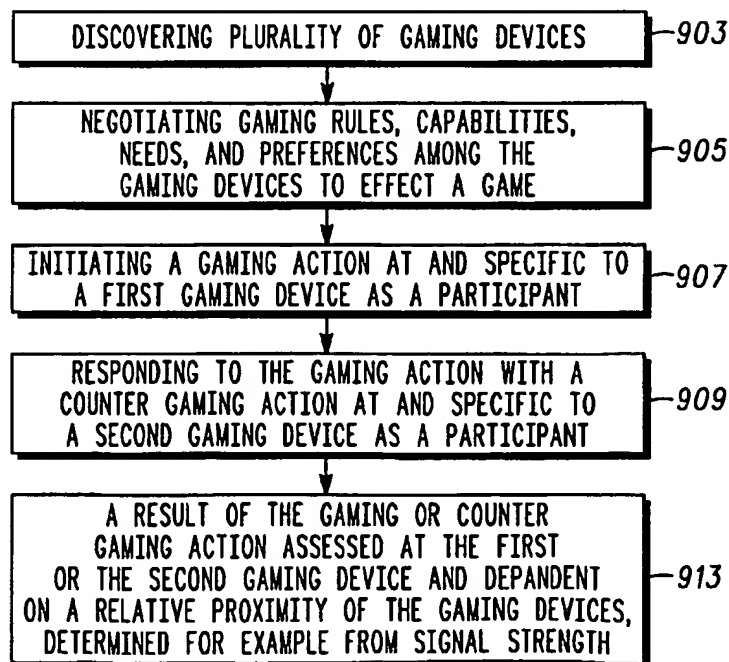 DISCOVERING PLURALITY OF GAMING DEVICES
903
NEGOTIATING GAMING RULES, CAPABILITIES,
NEEDS, AND PREFERENCES AMONG THE
GAMING DEVICES TO EFFECT A GAME
905
INITIATING A GAMING ACTION AT AND SPECIFIC TO
A FIRST GAMING DEVICE AS A PARTICIPANT
907
RESPONDING TO THE GAMING ACTION WITH A
COUNTER GAMING ACTION AT AND SPECIFIC TO
A SECOND GAMING DEVICE AS A PARTICIPANT
909
A RESULT OF THE GAMING OR COUNTER
GAMING ACTION ASSESSED AT THE FIRST
OR THE SECOND GAMING DEVICE AND DEPANDENT
ON A RELATIVE PROXIMITY OF THE GAMING DEVICES,
DETERMINED FOR EXAMPLE FROM SIGNAL STRENGTH
913